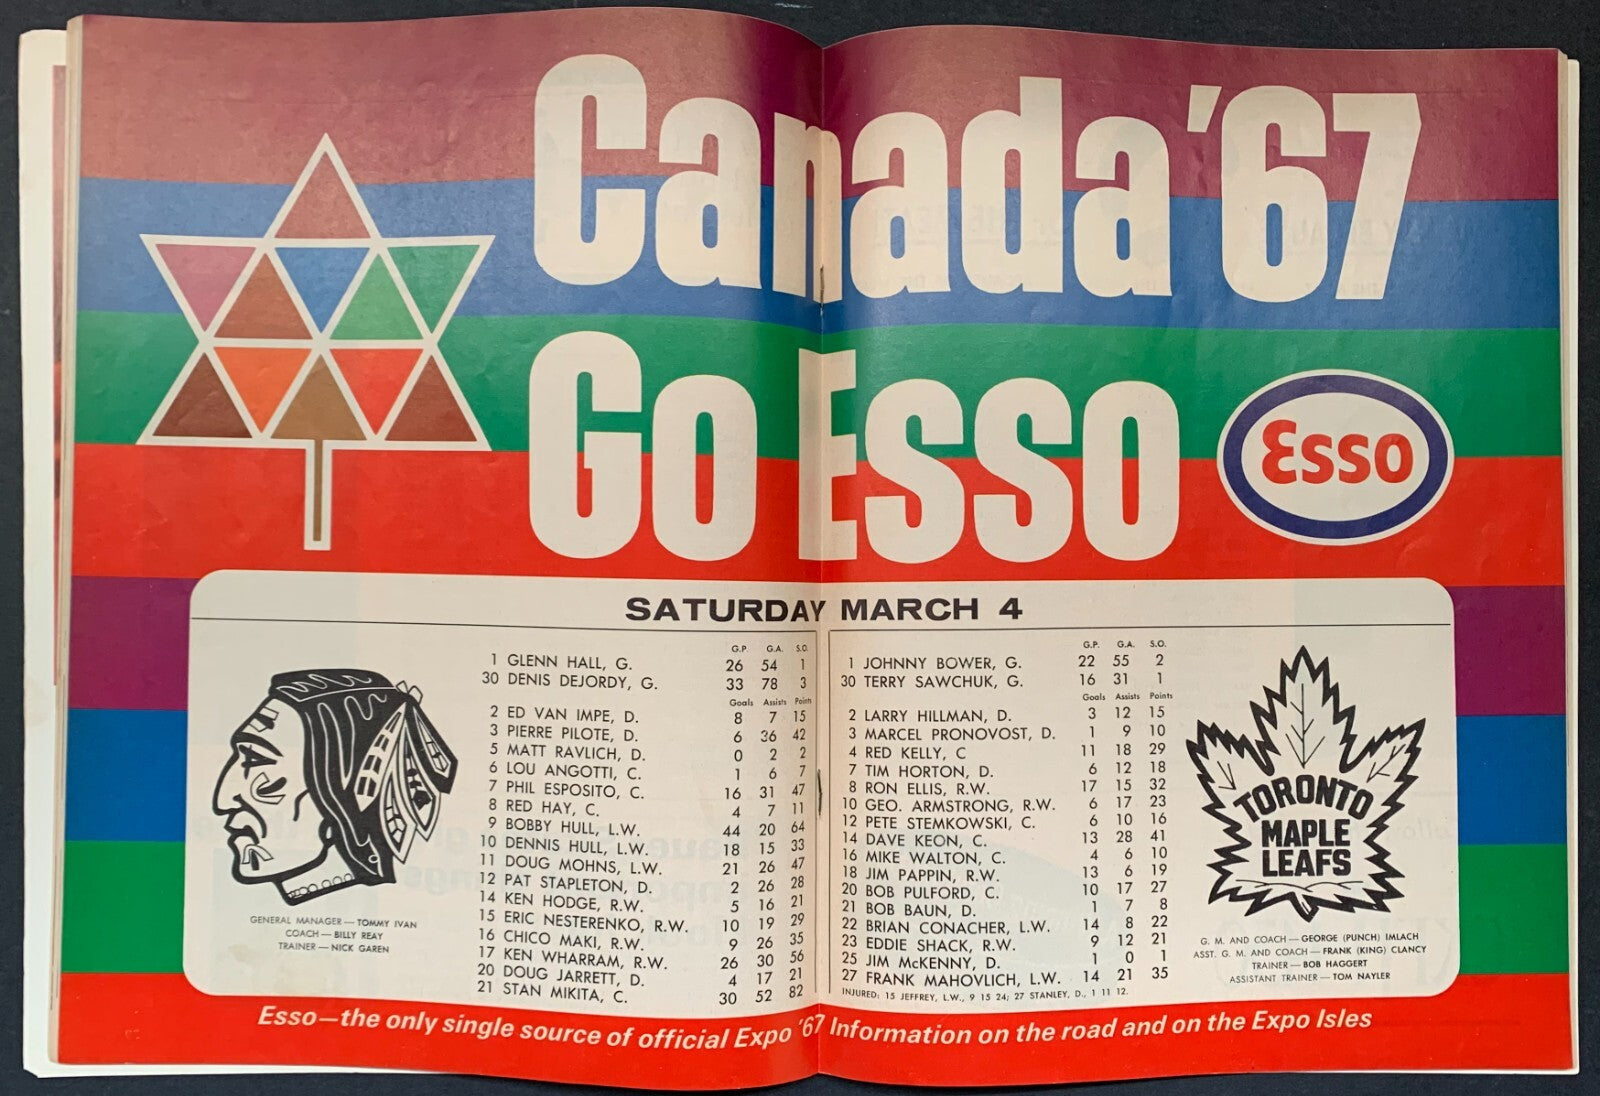 Canada '67
Go Esso
Esso
SATURDAY MARCH 4
G.P. G.A. S.O.
1 GLENN HALL, G. 26 54 1
30 DENIS DEJORDY, G. 33 78 3
Goals Assists Points
2 ED VAN IMPE, D. 8 7 15
3 PIERRE PILOTE, D. 6 36 42
5 MATT RAVLICH, D. 0 2 2
6 LOU ANGOTTI, C. 1 6 7
7 PHIL ESPOSITO, C. 16 31 47
8 RED HAY, C. 4 7 11
9 BOBBY HULL, L.W. 44 20 64
10 DENNIS HULL, L.W. 18 15 33
11 DOUG MOHNS, L.W. 21 26 47
12 PAT STAPLETON, D. 2 26 28
14 KEN HODGE, R.W. 5 16 21
15 ERIC NESTERENKO, R.W. 10 19 29
16 CHICO MAKI, R.W. 9 26 35
17 KEN WHARRAM, R.W. 26 30 56
20 DOUG JARRETT, D. 4 17 21
21 STAN MIKITA, C. 30 52 82
GENERAL MANAGER — TOMMY IVAN
COACH — BILLY REAY
TRAINER — NICK GAREN
G.P. G.A. S.O.
1 JOHNNY BOWER, G. 22 55 2
30 TERRY SAWCHUK, G. 16 31 1
Goals Assists Points
2 LARRY HILLMAN, D. 3 12 15
3 MARCEL PRONOVOST, D. 1 9 10
4 RED KELLY, C 11 18 29
7 TIM HORTON, D. 6 12 18
8 RON ELLIS, R.W. 17 15 32
10 GEO. ARMSTRONG, R.W. 6 17 23
12 PETE STEMKOWSKI, C. 6 10 16
14 DAVE KEON, C. 13 28 41
16 MIKE WALTON, C. 4 6 10
18 JIM PAPPIN, R.W. 13 6 19
20 BOB PULFORD, C. 10 17 27
21 BOB BAUN, D. 1 7 8
22 BRIAN CONACHER, L.W. 14 8 22
23 EDDIE SHACK, R.W. 9 12 21
25 JIM McKENNY, D. 1 0 1
27 FRANK MAHOVLICH, L.W. 14 21 35
INJURED: 15 JEFFREY, L.W., 9 15 24; 27 STANLEY, D., 1 11 12.
TORONTO
MAPLE
LEAFS
G. M. AND COACH — GEORGE (PUNCH) IMLACH
ASST. G. M. AND COACH — FRANK (KING) CLANCY
TRAINER — BOB HAGGERT
ASSISTANT TRAINER — TOM NAYLER
Esso—the only single source of official Expo '67 Information on the road and on the Expo Isles